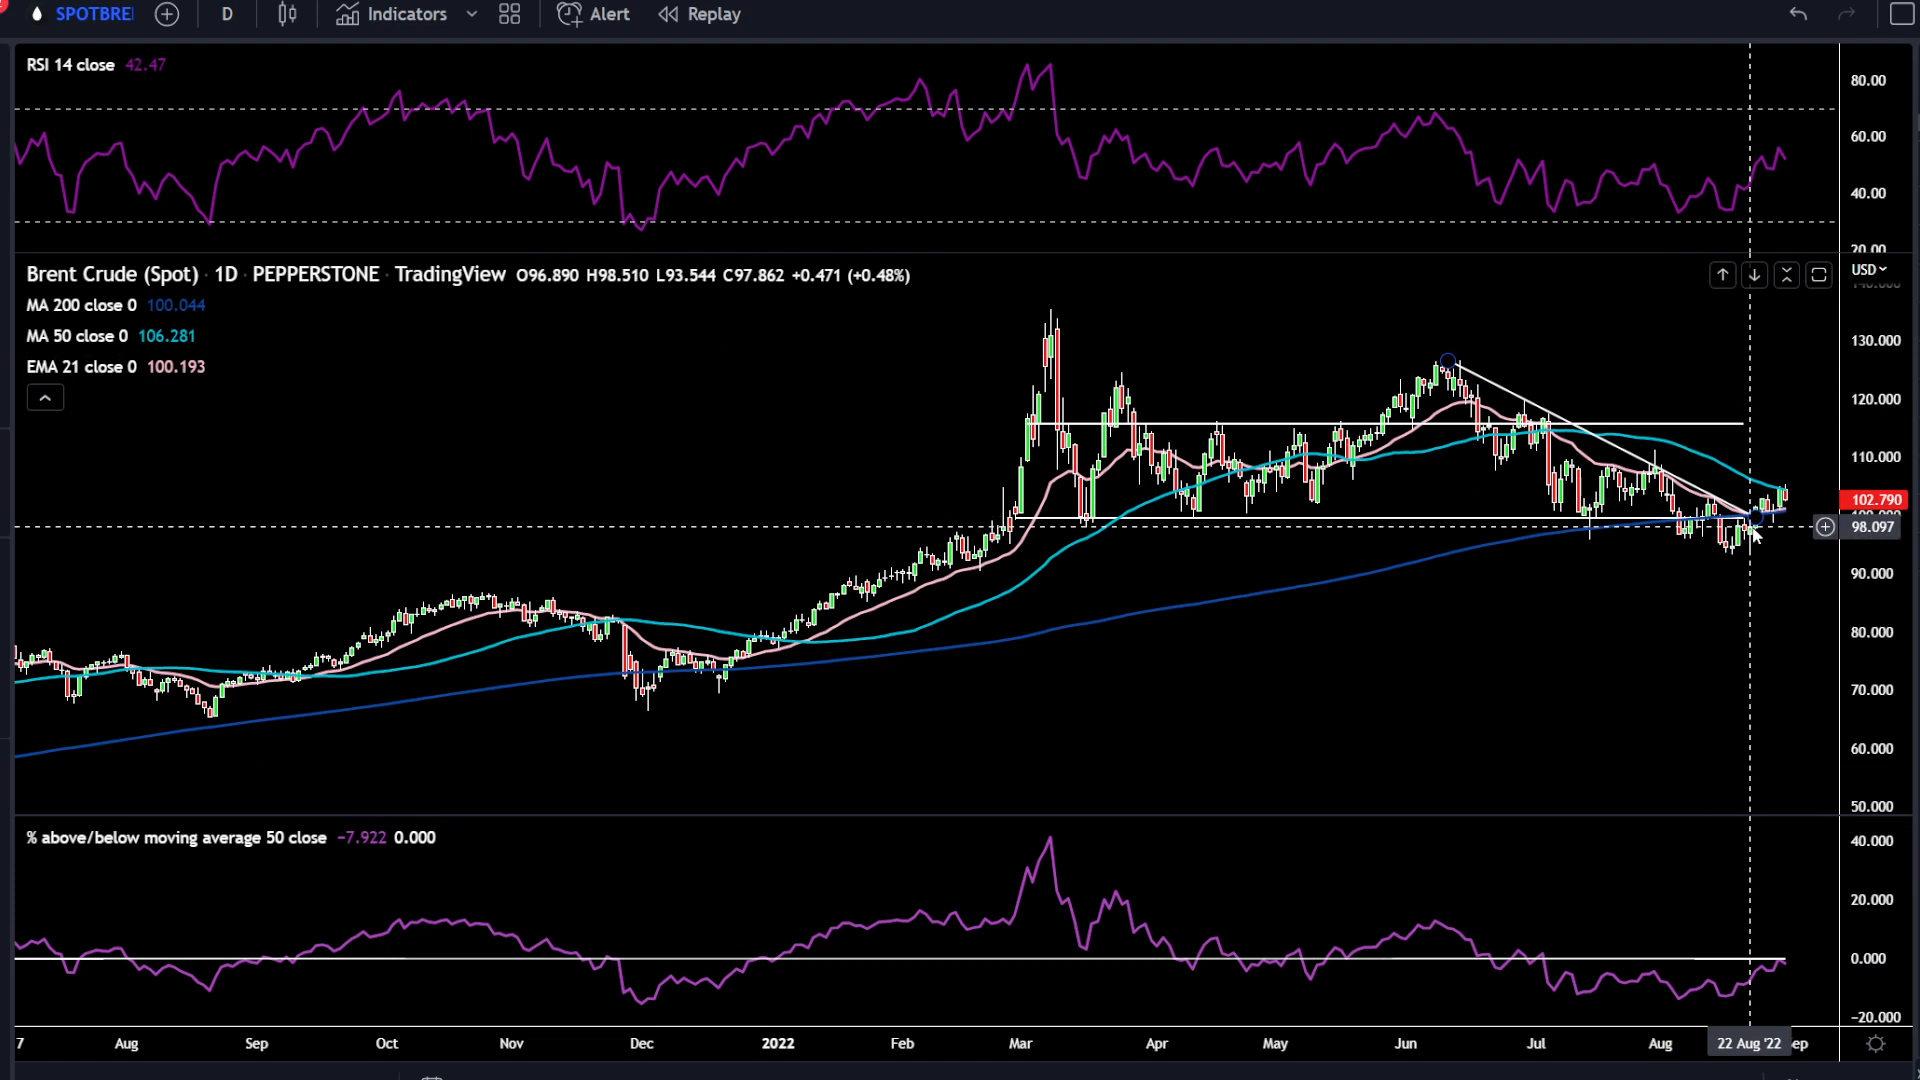 SPOTBRE
D
Indicators
Alert
Replay
RSI 14 close 42.47
80.00
60.00
40.00
20.00
Brent Crude (Spot) · 1D · PEPPERSTONE · TradingView O96.890 H98.510 L93.544 C97.862 +0.471 (+0.48%)
USD
MA 200 close 0 100.044
MA 50 close 0 106.281
EMA 21 close 0 100.193
140.000
130.000
120.000
110.000
102.790
100.000
98.097
90.000
80.000
70.000
60.000
50.000
% above/below moving average 50 close −7.922 0.000
40.000
20.000
0.000
−20.000
7 Aug Sep Oct Nov Dec 2022 Feb Mar Apr May Jun Jul Aug 22 Aug '22 ep